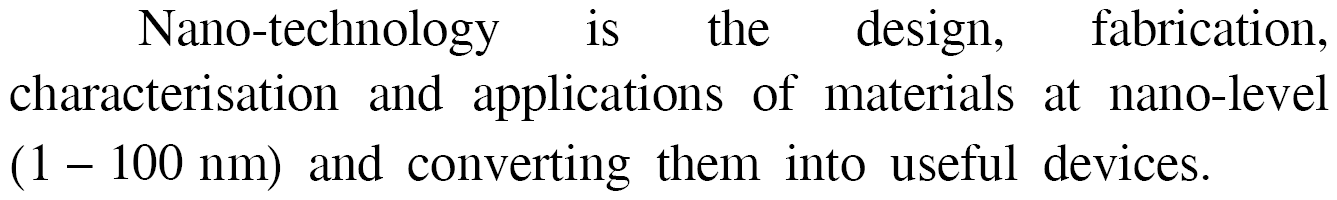 Nano-technology is the design, fabrication,
characterisation and applications of materials at nano-level
(1 – 100 nm) and converting them into useful devices.